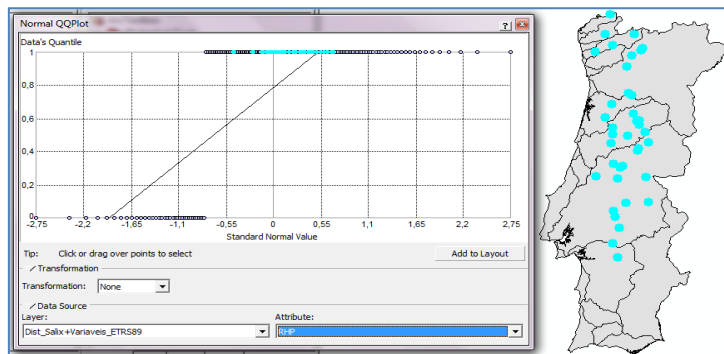 Normal QQPlot
Data's Quantile
1
0,8
0,6
0,4
0,2
0
-2,75 -2,2 -1,65 -1,1 -0,55 0 0,55 1,1 1,65 2,2 2,75
Standard Normal Value
Tip: Click or drag over points to select
Add to Layout
Transformation
Transformation: None
Data Source
Layer: Attribute:
Dist_Salix+Variaveis_ETRS89 RHP